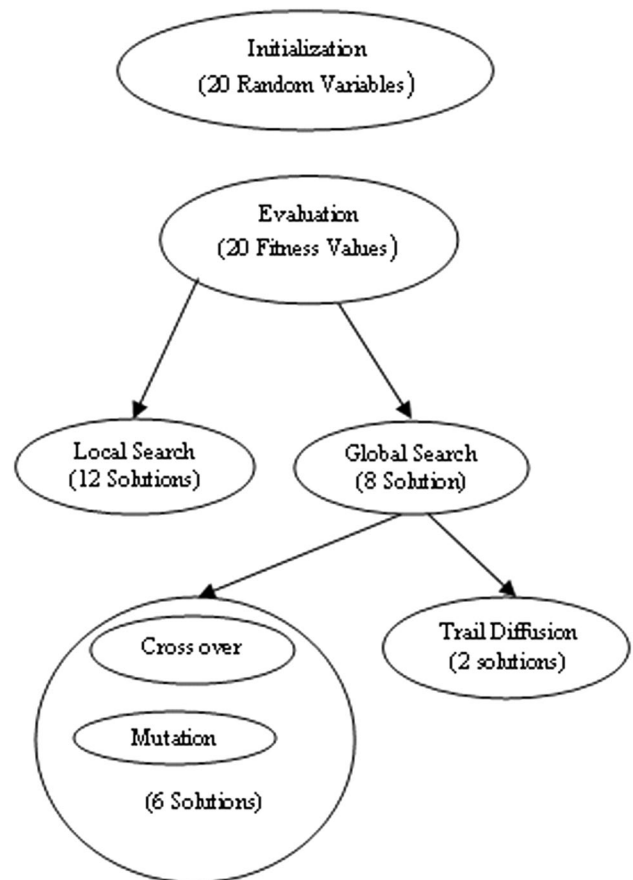 Initialization
(20 Random Variables)
Evaluation
(20 Fitness Values)
Local Search
(12 Solutions)
Global Search
(8 Solution)
Cross over
Mutation
(6 Solutions)
Trail Diffusion
(2 solutions)